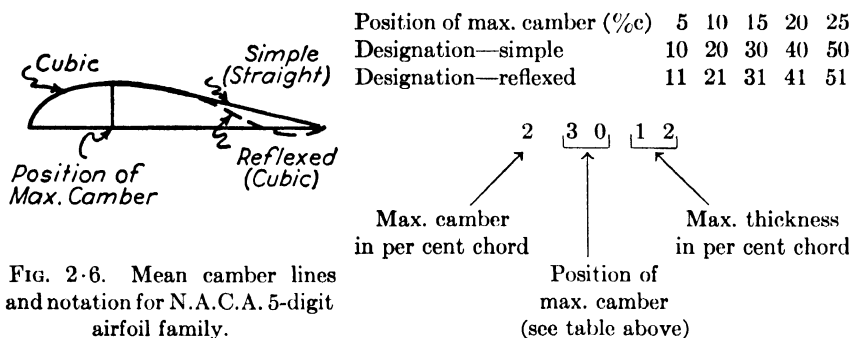 Cubic
Simple
(Straight)
Reflexed
(Cubic)
Position of
Max. Camber
FIG. 2·6. Mean camber lines
and notation for N.A.C.A. 5-digit
airfoil family.
Position of max. camber (%c) 5 10 15 20 25
Designation—simple 10 20 30 40 50
Designation—reflexed 11 21 31 41 51
2 3 0 1 2
Max. camber
in per cent chord
Max. thickness
in per cent chord
Position of
max. camber
(see table above)